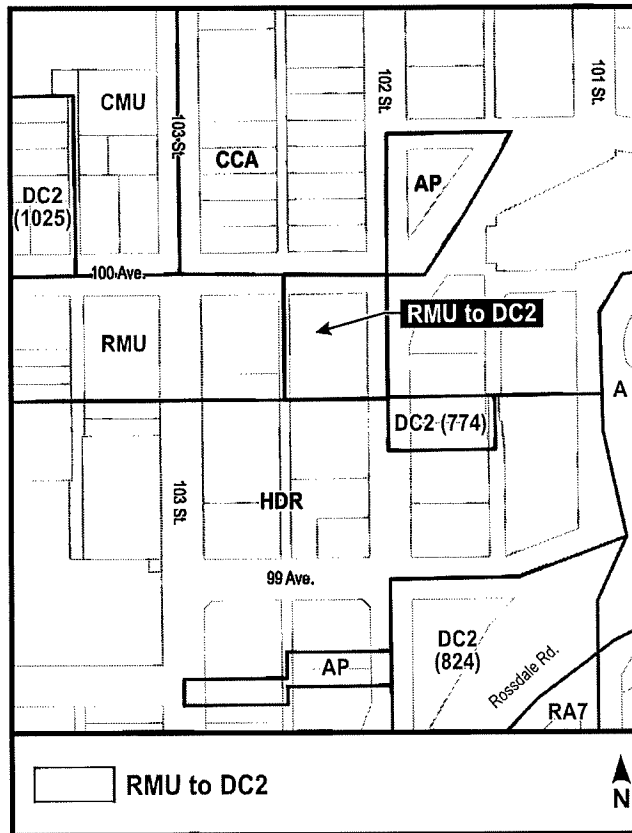 CMU
103 St.
CCA
102 St.
101 St.
AP
DC2
(1025)
100 Ave.
RMU to DC2
RMU
A
DC2 (774)
103 St.
HDR
99 Ave.
DC2
(824)
Rossdale Rd.
AP
RA7
RMU to DC2
N